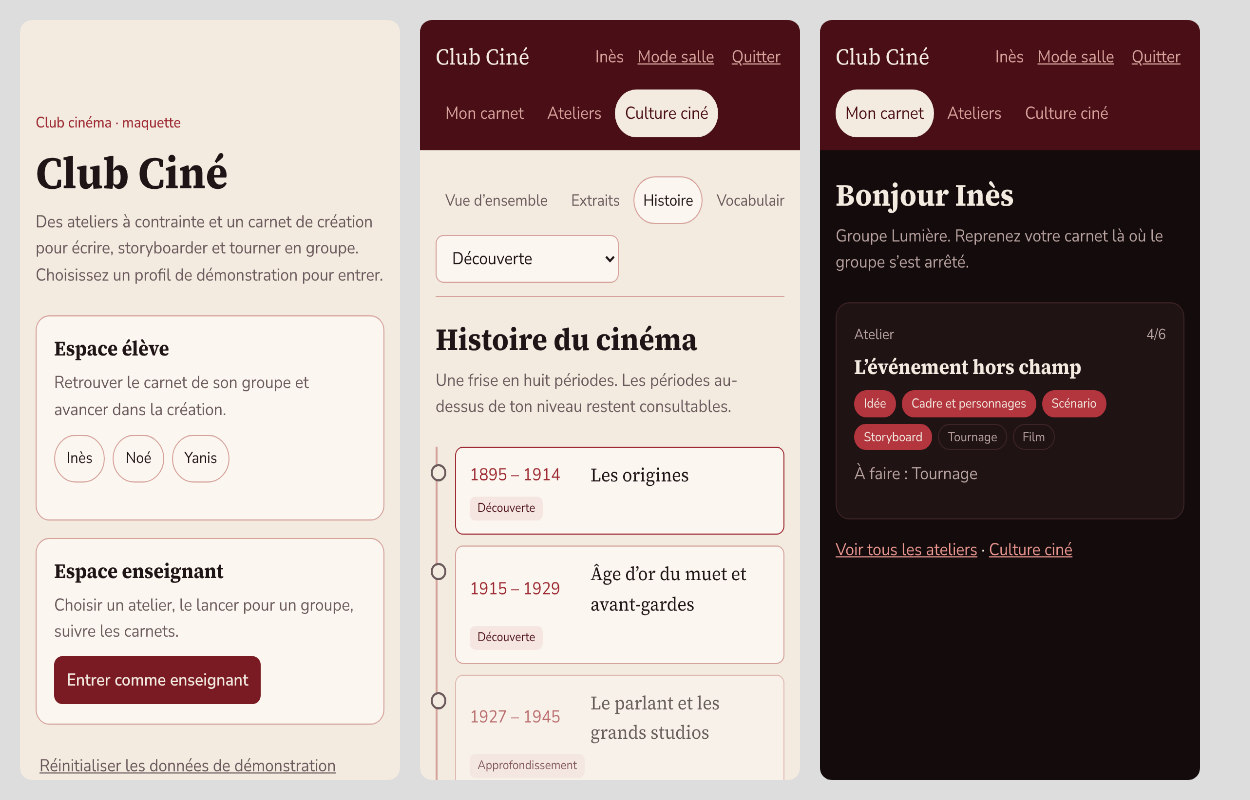 Club cinéma · maquette
Club Ciné
Des ateliers à contrainte et un carnet de création
pour écrire, storyboarder et tourner en groupe.
Choisissez un profil de démonstration pour entrer.
Espace élève
Retrouver le carnet de son groupe et
avancer dans la création.
Inès Noé Yanis
Espace enseignant
Choisir un atelier, le lancer pour un groupe,
suivre les carnets.
Entrer comme enseignant
Réinitialiser les données de démonstration
Club Ciné Inès Mode salle Quitter
Mon carnet Ateliers Culture ciné
Vue d’ensemble Extraits Histoire Vocabulair
Découverte
Histoire du cinéma
Une frise en huit périodes. Les périodes au-
dessus de ton niveau restent consultables.
1895 – 1914 Les origines
Découverte
1915 – 1929 Âge d’or du muet et
avant-gardes
Découverte
1927 – 1945 Le parlant et les
grands studios
Approfondissement
Club Ciné Inès Mode salle Quitter
Mon carnet Ateliers Culture ciné
Bonjour Inès
Groupe Lumière. Reprenez votre carnet là où le
groupe s’est arrêté.
Atelier 4/6
L’événement hors champ
Idée Cadre et personnages Scénario
Storyboard Tournage Film
À faire : Tournage
Voir tous les ateliers · Culture ciné